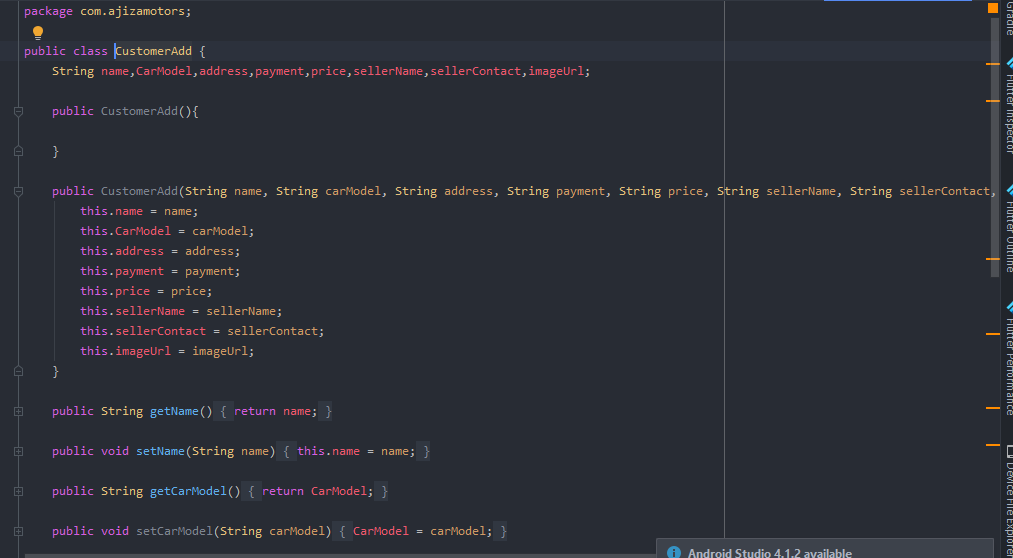 package com.ajizamotors;
public class CustomerAdd {
String name,CarModel,address,payment,price,sellerName,sellerContact,imageUrl;
public CustomerAdd(){
}
public CustomerAdd(String name, String carModel, String address, String payment, String price, String sellerName, String sellerContact,
this.name = name;
this.CarModel = carModel;
this.address = address;
this.payment = payment;
this.price = price;
this.sellerName = sellerName;
this.sellerContact = sellerContact;
this.imageUrl = imageUrl;
}
public String getName() { return name; }
public void setName(String name) { this.name = name; }
public String getCarModel() { return CarModel; }
public void setCarModel(String carModel) { CarModel = carModel; }
Android Studio 4.1.2 available
Gradle
Flutter Inspector
Flutter Outline
Flutter Performance
Device File Explorer